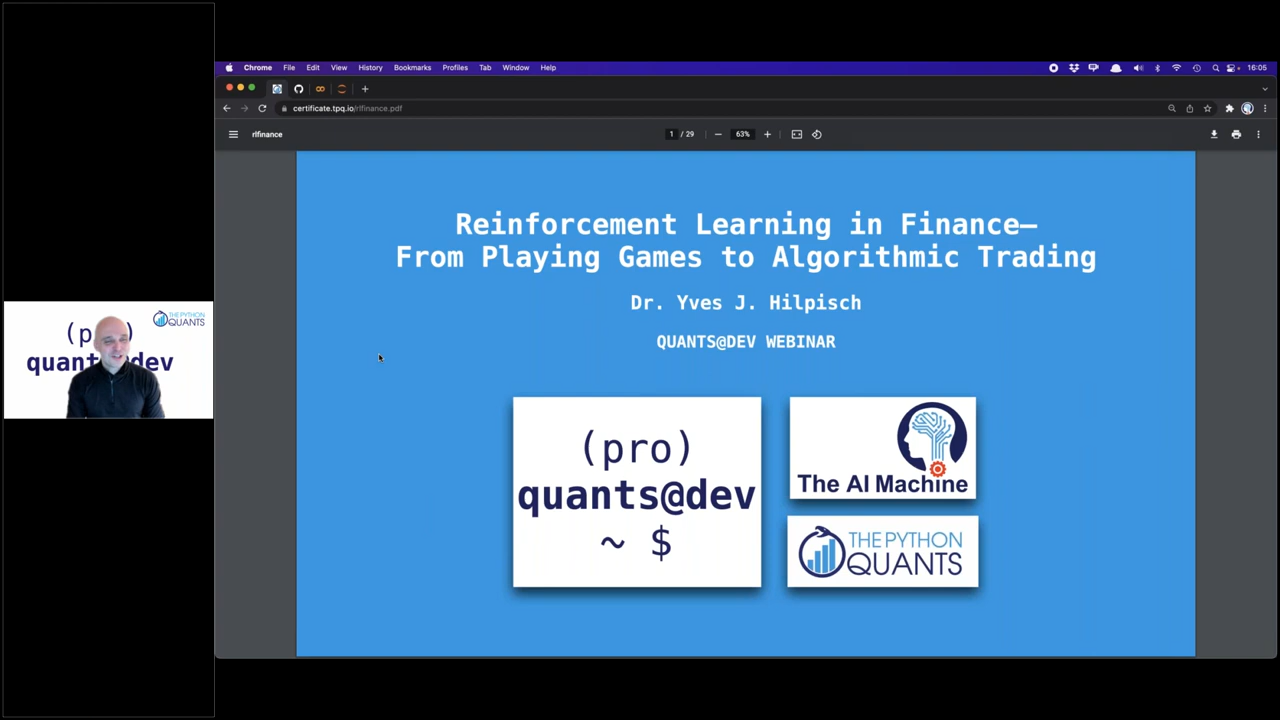 Chrome File Edit View History Bookmarks Profiles Tab Window Help 16:05
certificate.tpq.io/rlfinance.pdf
rlfinance 1 / 29 63%
Reinforcement Learning in Finance—
From Playing Games to Algorithmic Trading
Dr. Yves J. Hilpisch
QUANTS@DEV WEBINAR
(pro)
quants@dev
~ $
The AI Machine
THE PYTHON
QUANTS
THE PYTHON
QUANTS
(p )
quant dev